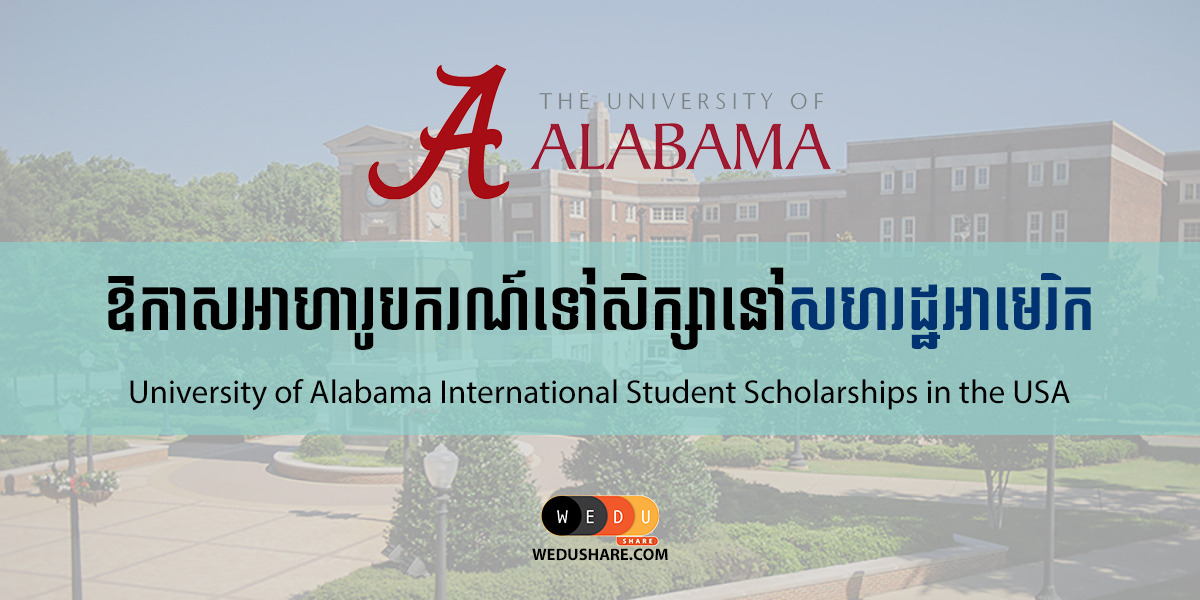 THE UNIVERSITY OF
ALABAMA
ឱកាសអាហារូបករណ៍ទៅសិក្សានៅសហរដ្ឋអាមេរិក
University of Alabama International Student Scholarships in the USA
WEDU
SHARE
WEDUSHARE.COM